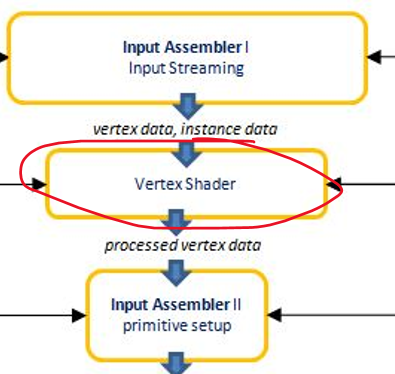 Input Assembler I
Input Streaming
vertex data, instance data
Vertex Shader
processed vertex data
Input Assembler II
primitive setup